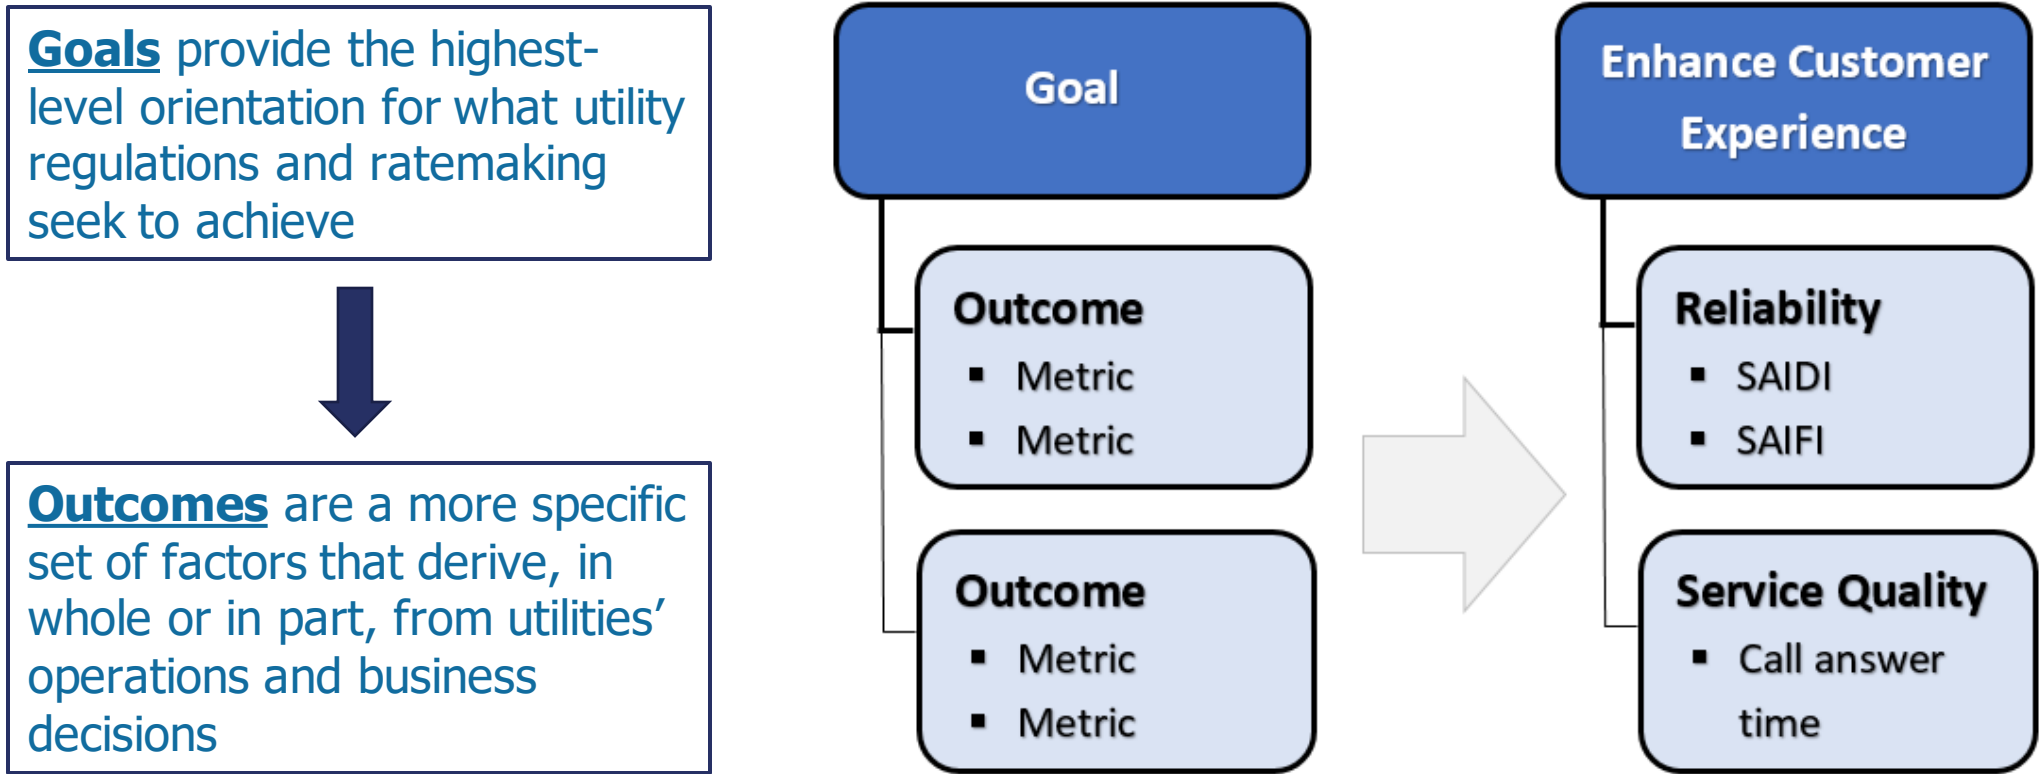 Goals provide the highest-
level orientation for what utility
regulations and ratemaking
seek to achieve
Outcomes are a more specific
set of factors that derive, in
whole or in part, from utilities’
operations and business
decisions
Goal
Outcome
▪ Metric
▪ Metric
Outcome
▪ Metric
▪ Metric
Enhance Customer
Experience
Reliability
▪ SAIDI
▪ SAIFI
Service Quality
▪ Call answer
time